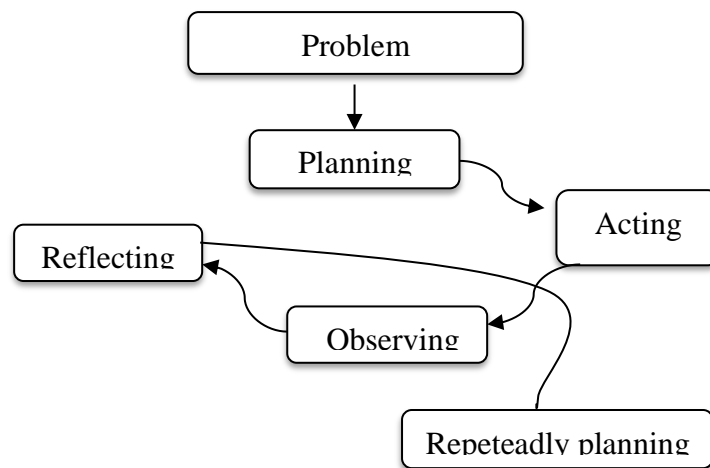 Problem
Planning
Acting
Reflecting
Observing
Repeteadly planning